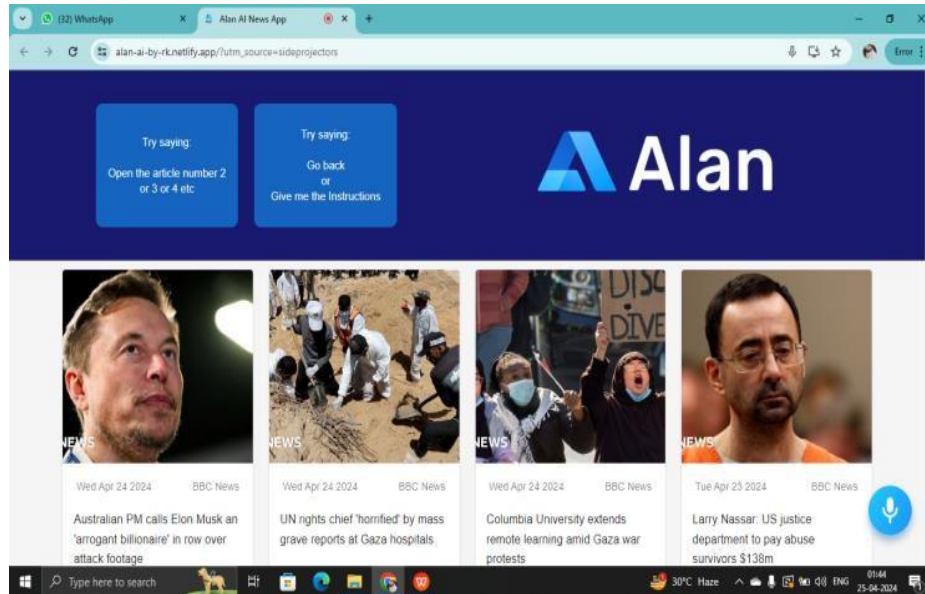 (32) WhatsApp
Alan AI News App
alan-ai-by-rk.netlify.app/?utm_source=sideprojectors
Error
Try saying:
Open the article number 2
or 3 or 4 etc
Try saying:
Go back
or
Give me the Instructions
Alan
DISC
DIVE
NEWS
NEWS
NEWS
NEWS
Wed Apr 24 2024 BBC News
Australian PM calls Elon Musk an
'arrogant billionaire' in row over
attack footage
Wed Apr 24 2024 BBC News
UN rights chief 'horrified' by mass
grave reports at Gaza hospitals
Wed Apr 24 2024 BBC News
Columbia University extends
remote learning amid Gaza war
protests
Tue Apr 23 2024 BBC News
Larry Nassar: US justice
department to pay abuse
survivors $138m
Type here to search
30°C Haze
ENG
01:44
25-04-2024